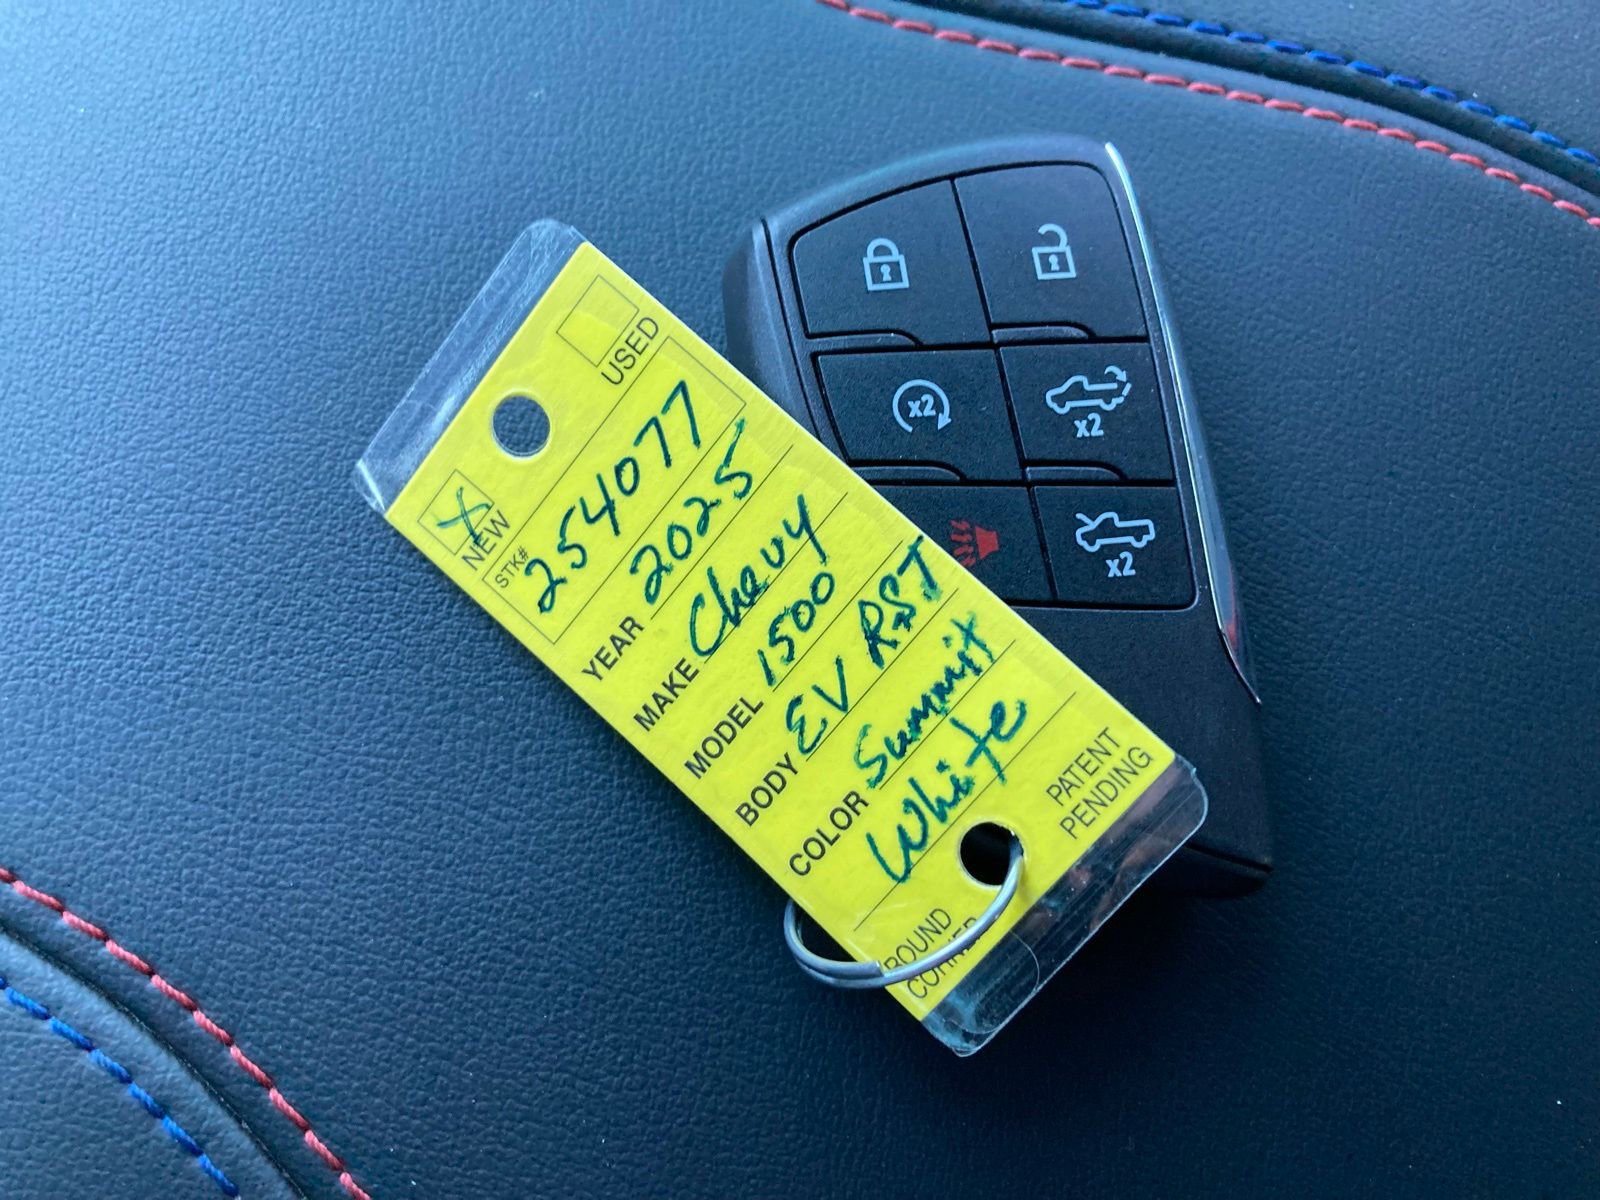 USED
X NEW
STK# 254077
YEAR 2025
MAKE Chevy
MODEL 1500
BODY EV RST
COLOR Summit
White
PATENT
PENDING
ROUND
CORNER
x2
x2
x2